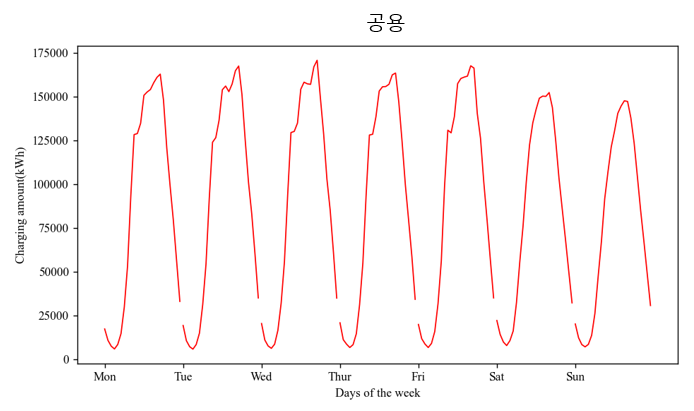 공용
Charging amount(kWh)
175000
150000
125000
100000
75000
50000
25000
0
Mon Tue Wed Thur Fri Sat Sun
Days of the week